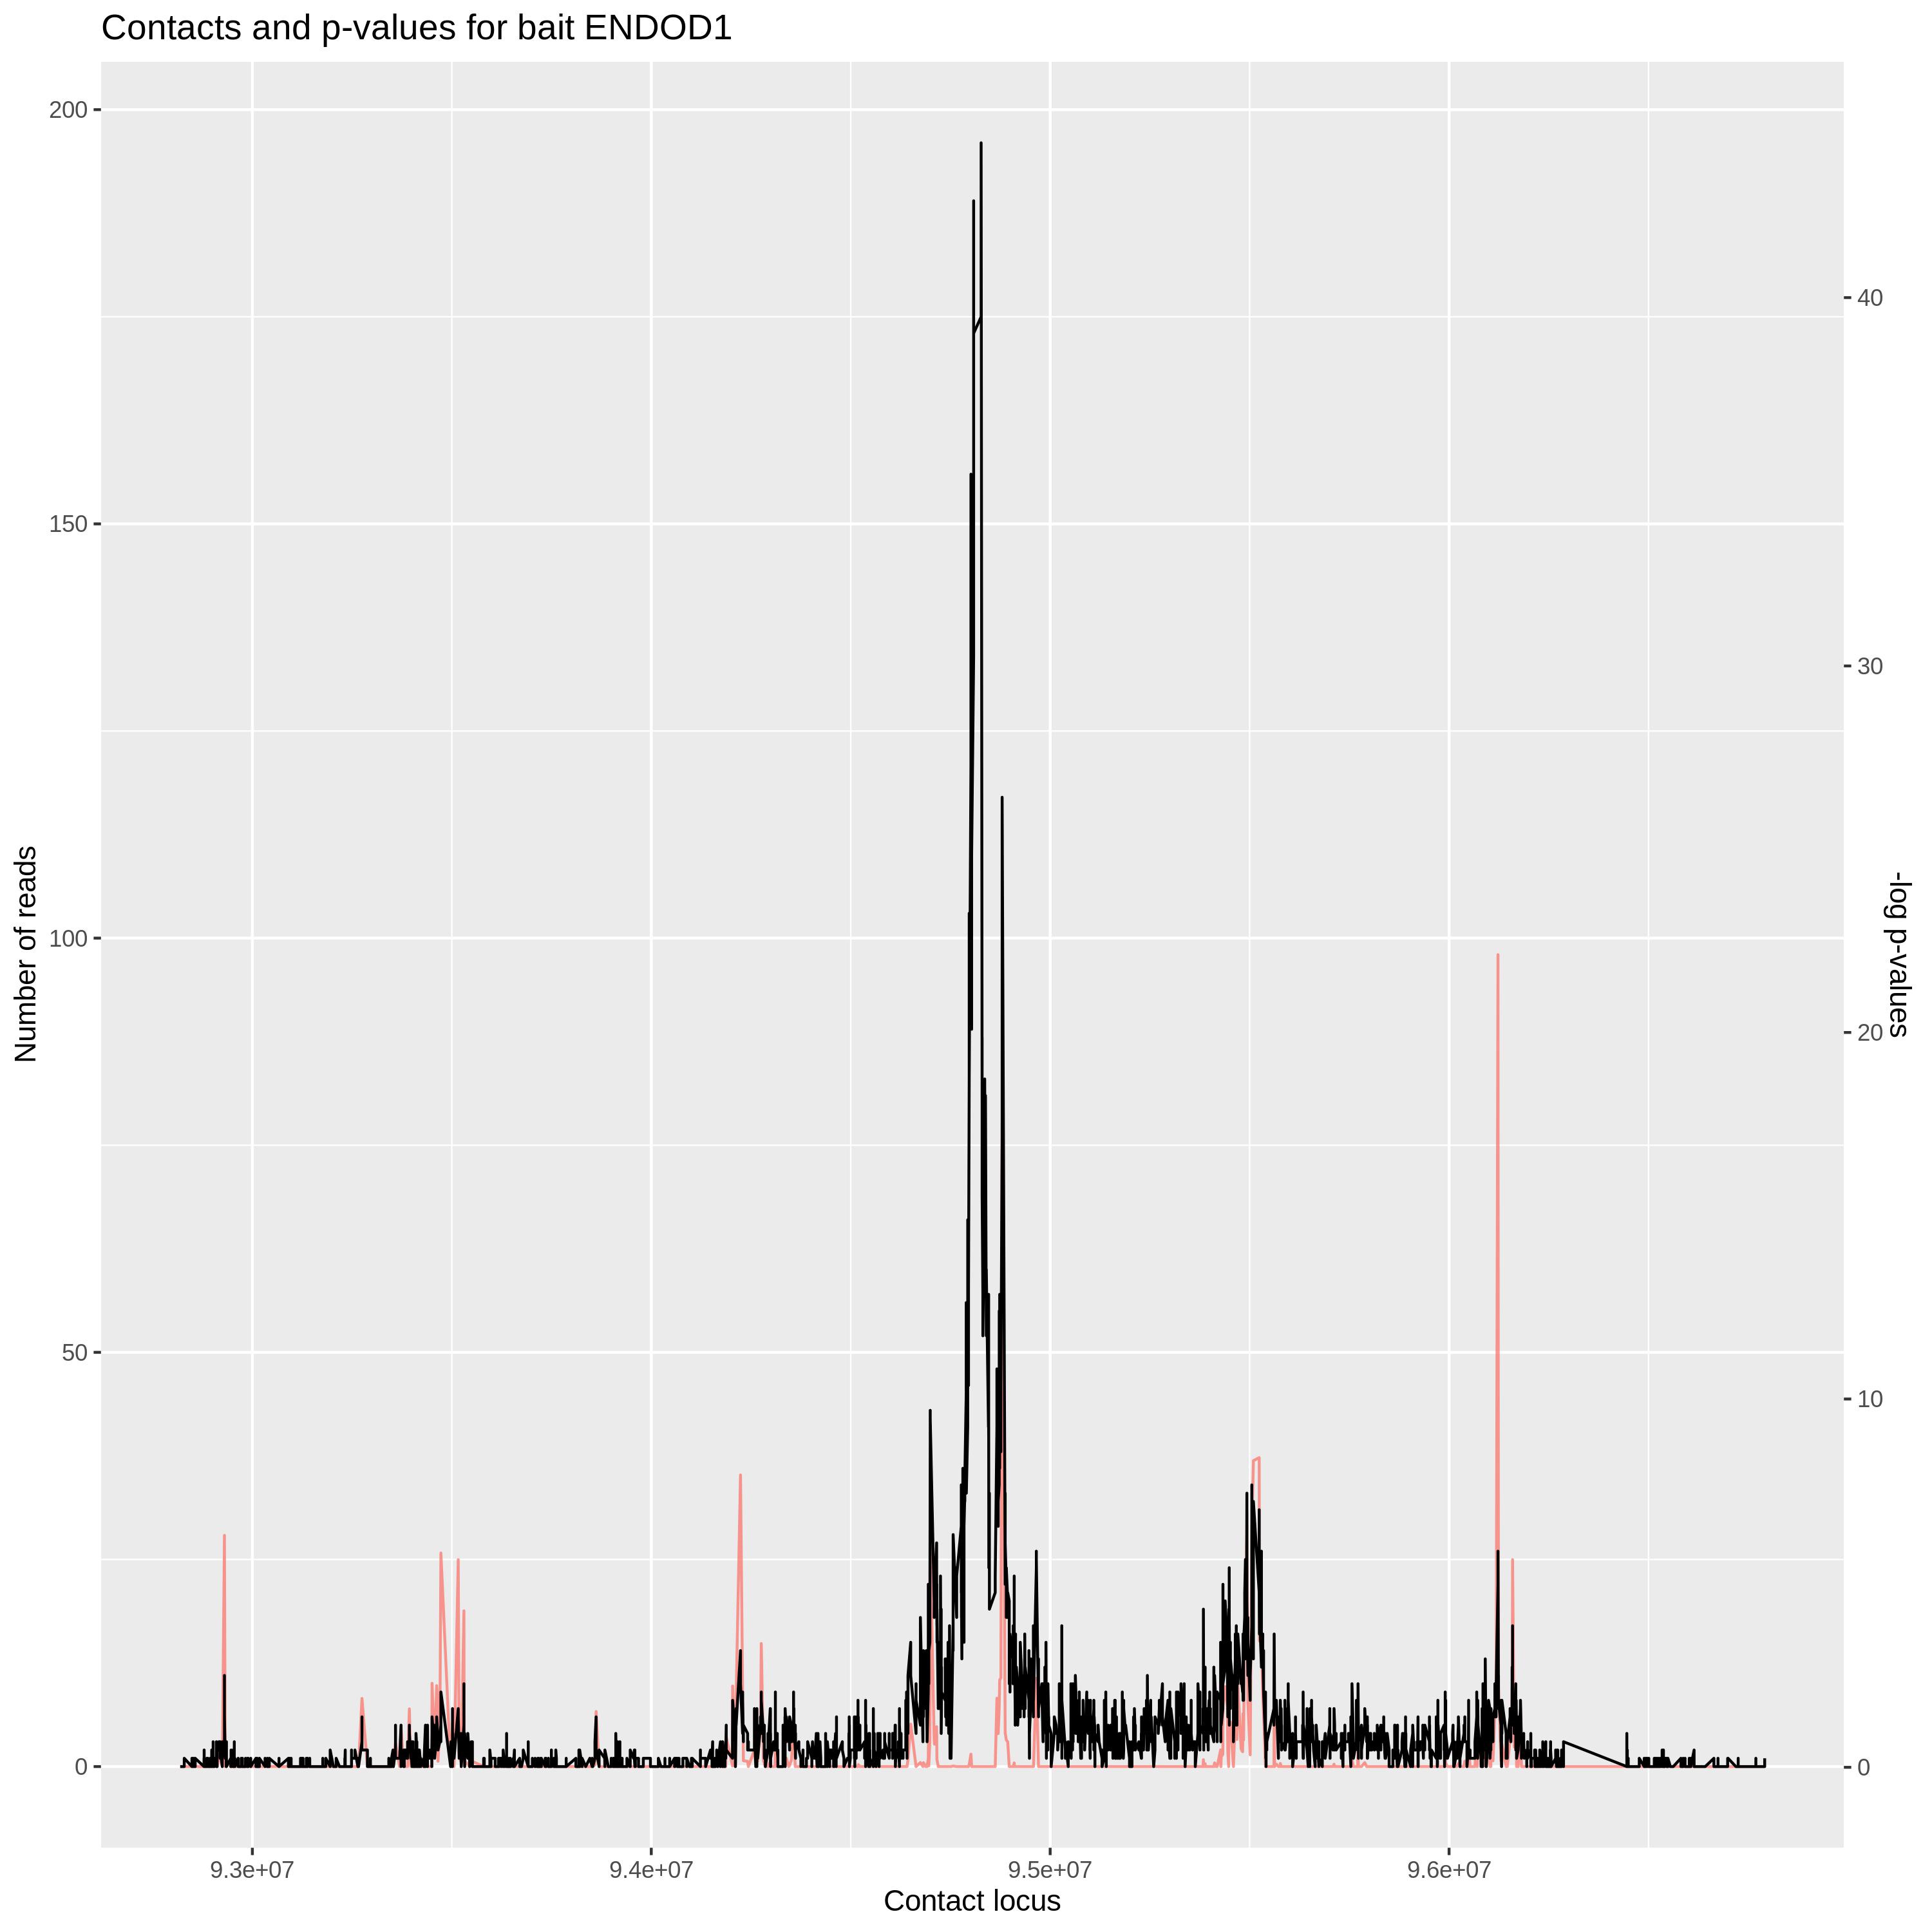 Contacts and p-values for bait ENDOD1
200
150
100
50
0
Number of reads
40
30
20
10
0
-log p-values
9.3e+07
9.4e+07
9.5e+07
9.6e+07
Contact locus